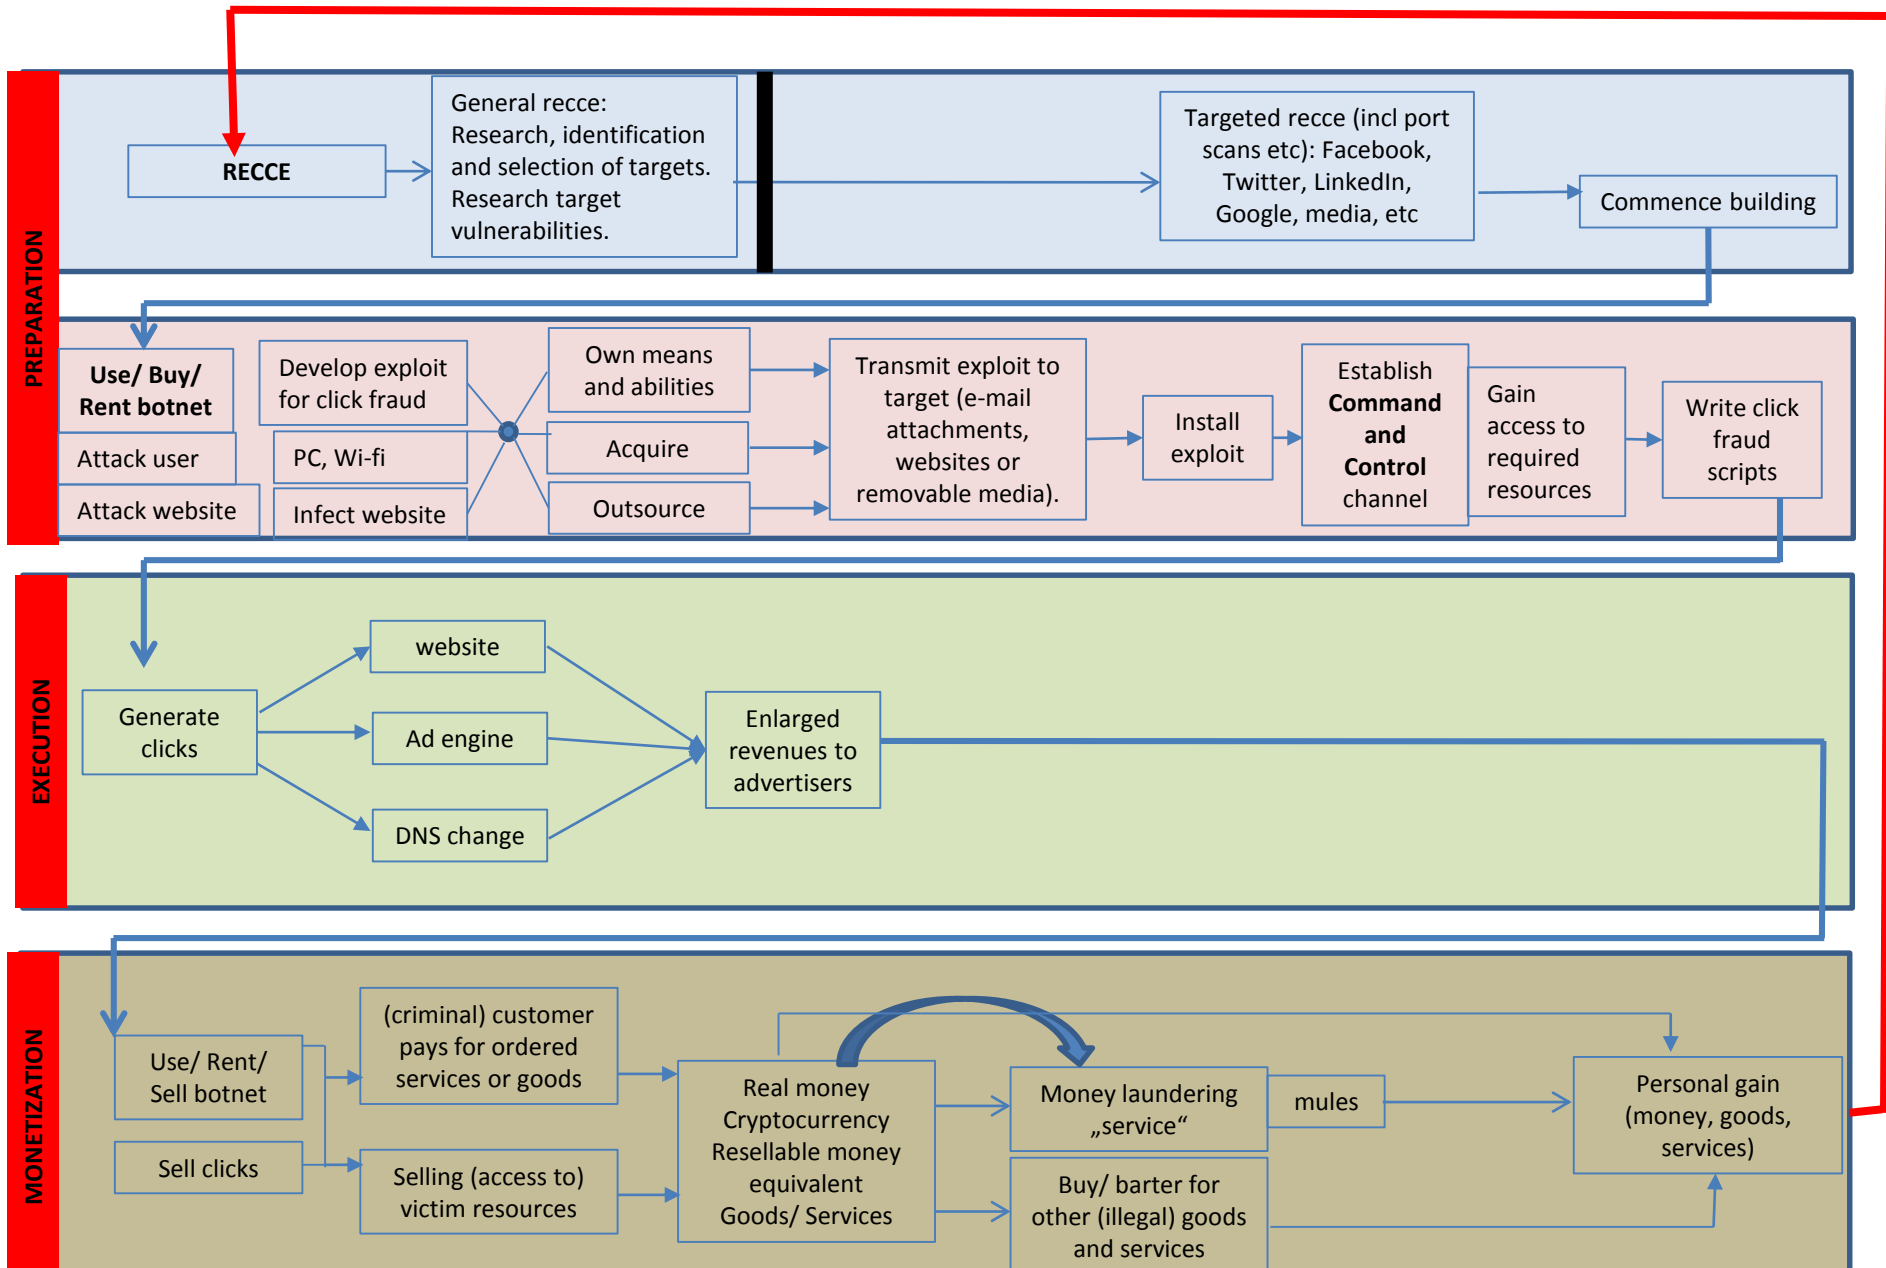 PREPARATION
RECCE
General recce:
Research, identification
and selection of targets.
Research target
vulnerabilities.
Targeted recce (incl port
scans etc): Facebook,
Twitter, LinkedIn,
Google, media, etc
Commence building
Use/ Buy/
Rent botnet
Attack user
Attack website
Develop exploit
for click fraud
PC, Wi-fi
Infect website
Own means
and abilities
Acquire
Outsource
Transmit exploit to
target (e-mail
attachments,
websites or
removable media).
Install
exploit
Establish
Command
and
Control
channel
Gain
access to
required
resources
Write click
fraud
scripts
EXECUTION
Generate
clicks
website
Ad engine
DNS change
Enlarged
revenues to
advertisers
MONETIZATION
Use/ Rent/
Sell botnet
Sell clicks
(criminal) customer
pays for ordered
services or goods
Selling (access to)
victim resources
Real money
Cryptocurrency
Resellable money
equivalent
Goods/ Services
Money laundering
„service“
mules
Buy/ barter for
other (illegal) goods
and services
Personal gain
(money, goods,
services)